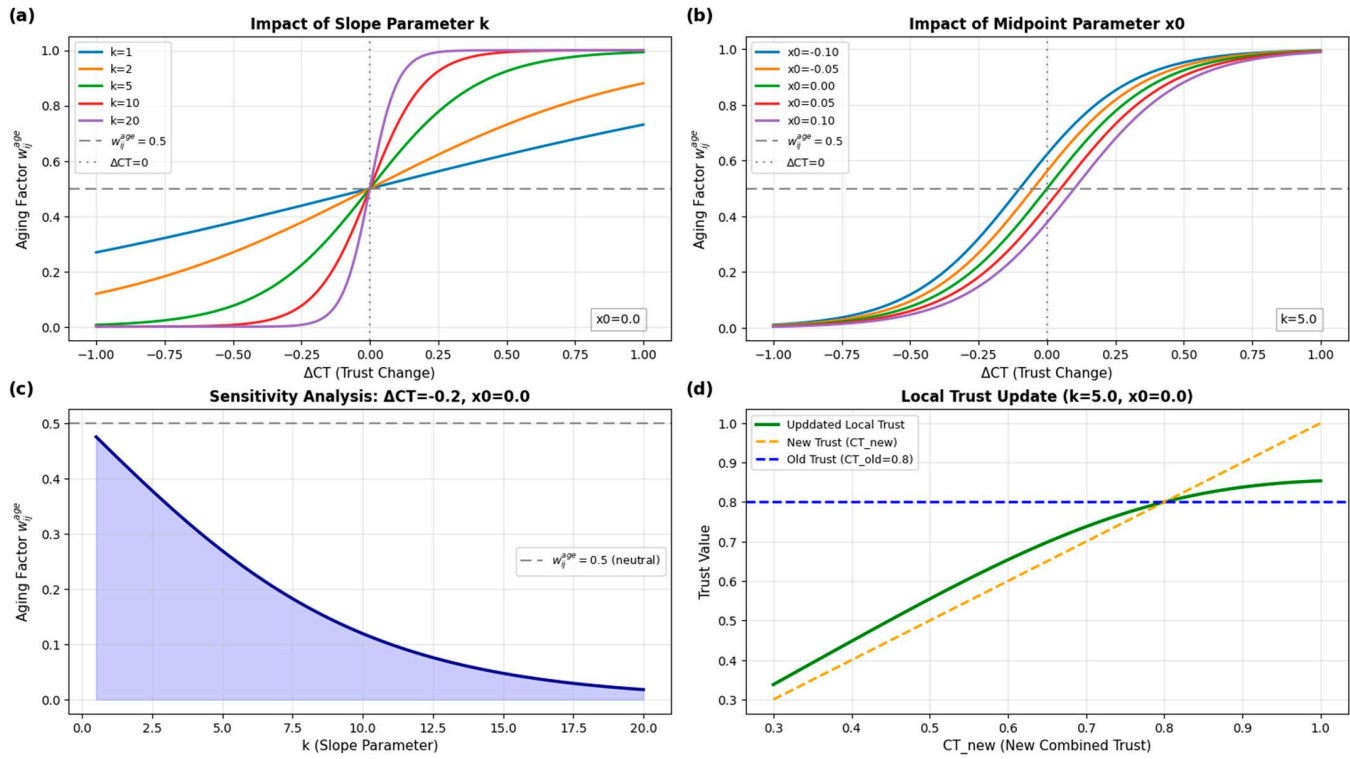 (a)
Impact of Slope Parameter k
Aging Factor w_ij^age
1.0
0.8
0.6
0.4
0.2
0.0
k=1
k=2
k=5
k=10
k=20
w_ij^age = 0.5
ΔCT=0
x0=0.0
−1.00 −0.75 −0.50 −0.25 0.00 0.25 0.50 0.75 1.00
ΔCT (Trust Change)
(b)
Impact of Midpoint Parameter x0
Aging Factor w_ij^age
1.0
0.8
0.6
0.4
0.2
0.0
x0=-0.10
x0=-0.05
x0=0.00
x0=0.05
x0=0.10
w_ij^age = 0.5
ΔCT=0
k=5.0
−1.00 −0.75 −0.50 −0.25 0.00 0.25 0.50 0.75 1.00
ΔCT (Trust Change)
(c)
Sensitivity Analysis: ΔCT=-0.2, x0=0.0
Aging Factor w_ij^age
0.5
0.4
0.3
0.2
0.1
0.0
w_ij^age = 0.5 (neutral)
0.0 2.5 5.0 7.5 10.0 12.5 15.0 17.5 20.0
k (Slope Parameter)
(d)
Local Trust Update (k=5.0, x0=0.0)
Trust Value
1.0
0.9
0.8
0.7
0.6
0.5
0.4
0.3
Upddated Local Trust
New Trust (CT_new)
Old Trust (CT_old=0.8)
0.3 0.4 0.5 0.6 0.7 0.8 0.9 1.0
CT_new (New Combined Trust)